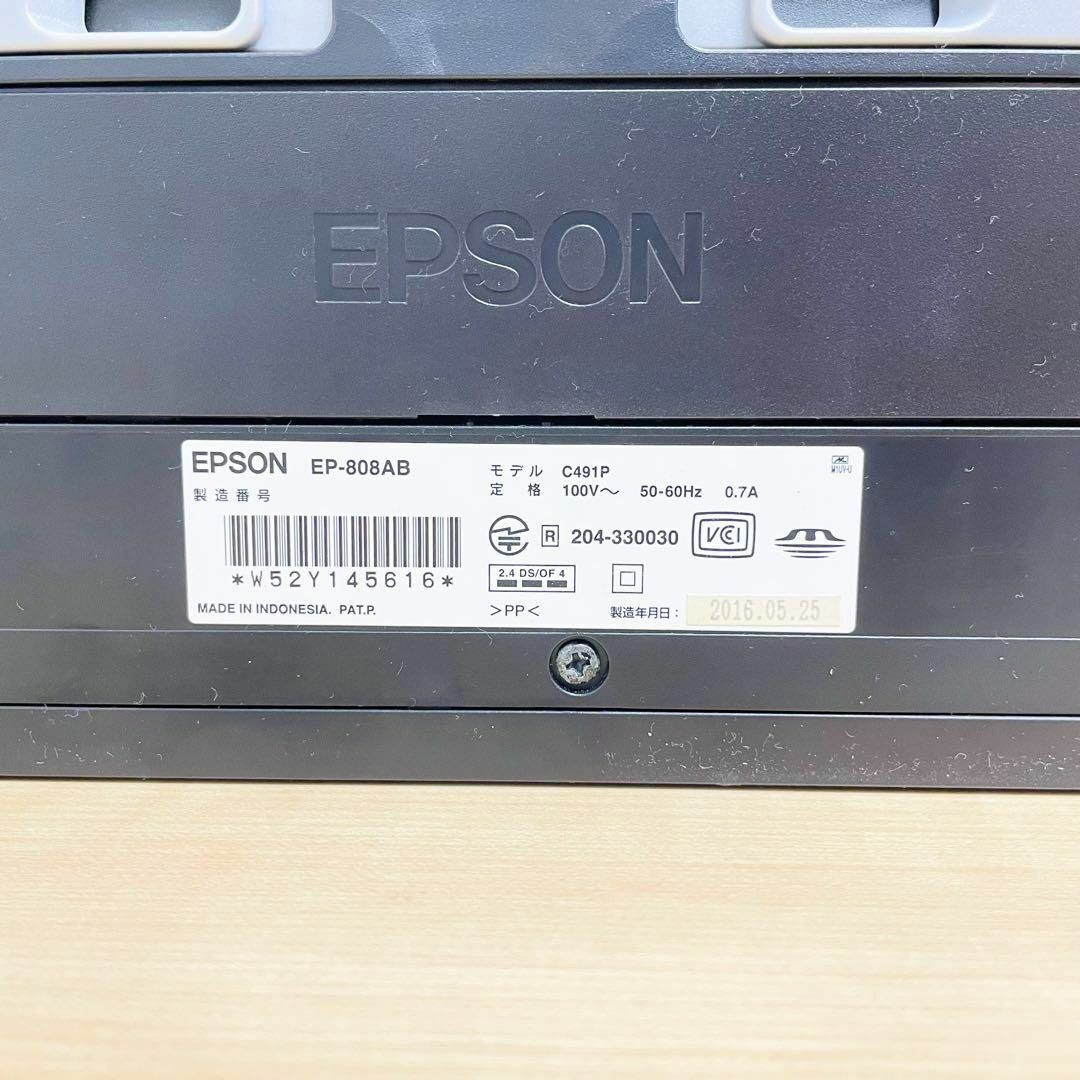 EPSON
EPSON EP-808AB
製造番号
*W52Y145616*
MADE IN INDONESIA. PAT.P.
モデル C491P
定格 100V～ 50-60Hz 0.7A
R 204-330030 VCI
2.4 DS/OF 4
>PP< 製造年月日: 2016.05.25
M1UV-U